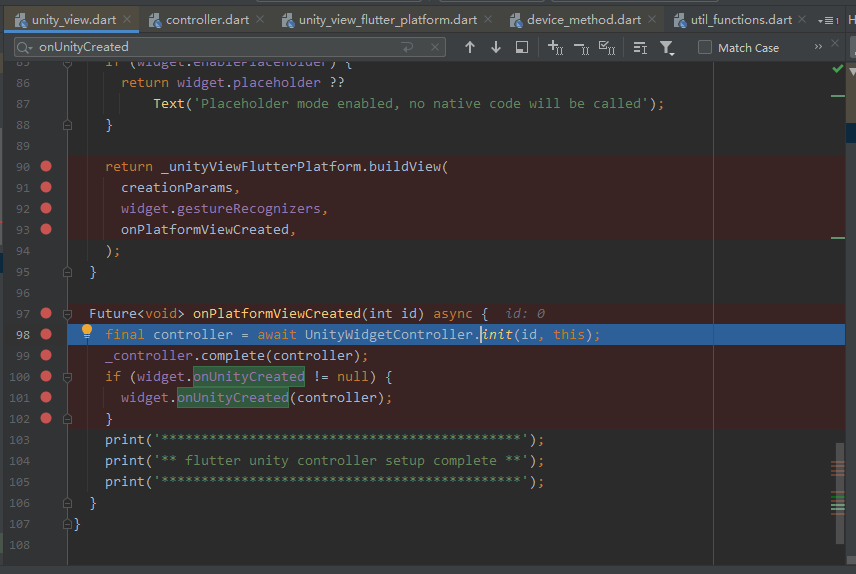 unity_view.dart controller.dart unity_view_flutter_platform.dart device_method.dart util_functions.dart
onUnityCreated Match Case »
85 if (widget.enablePlaceholder) {
86 return widget.placeholder ??
87 Text('Placeholder mode enabled, no native code will be called');
88 }
89
90 return _unityViewFlutterPlatform.buildView(
91 creationParams,
92 widget.gestureRecognizers,
93 onPlatformViewCreated,
94 );
95 }
96
97 Future<void> onPlatformViewCreated(int id) async { id: 0
98 final controller = await UnityWidgetController.init(id, this);
99 _controller.complete(controller);
100 if (widget.onUnityCreated != null) {
101 widget.onUnityCreated(controller);
102 }
103 print('*********************************************');
104 print('** flutter unity controller setup complete **');
105 print('*********************************************');
106 }
107 }
108